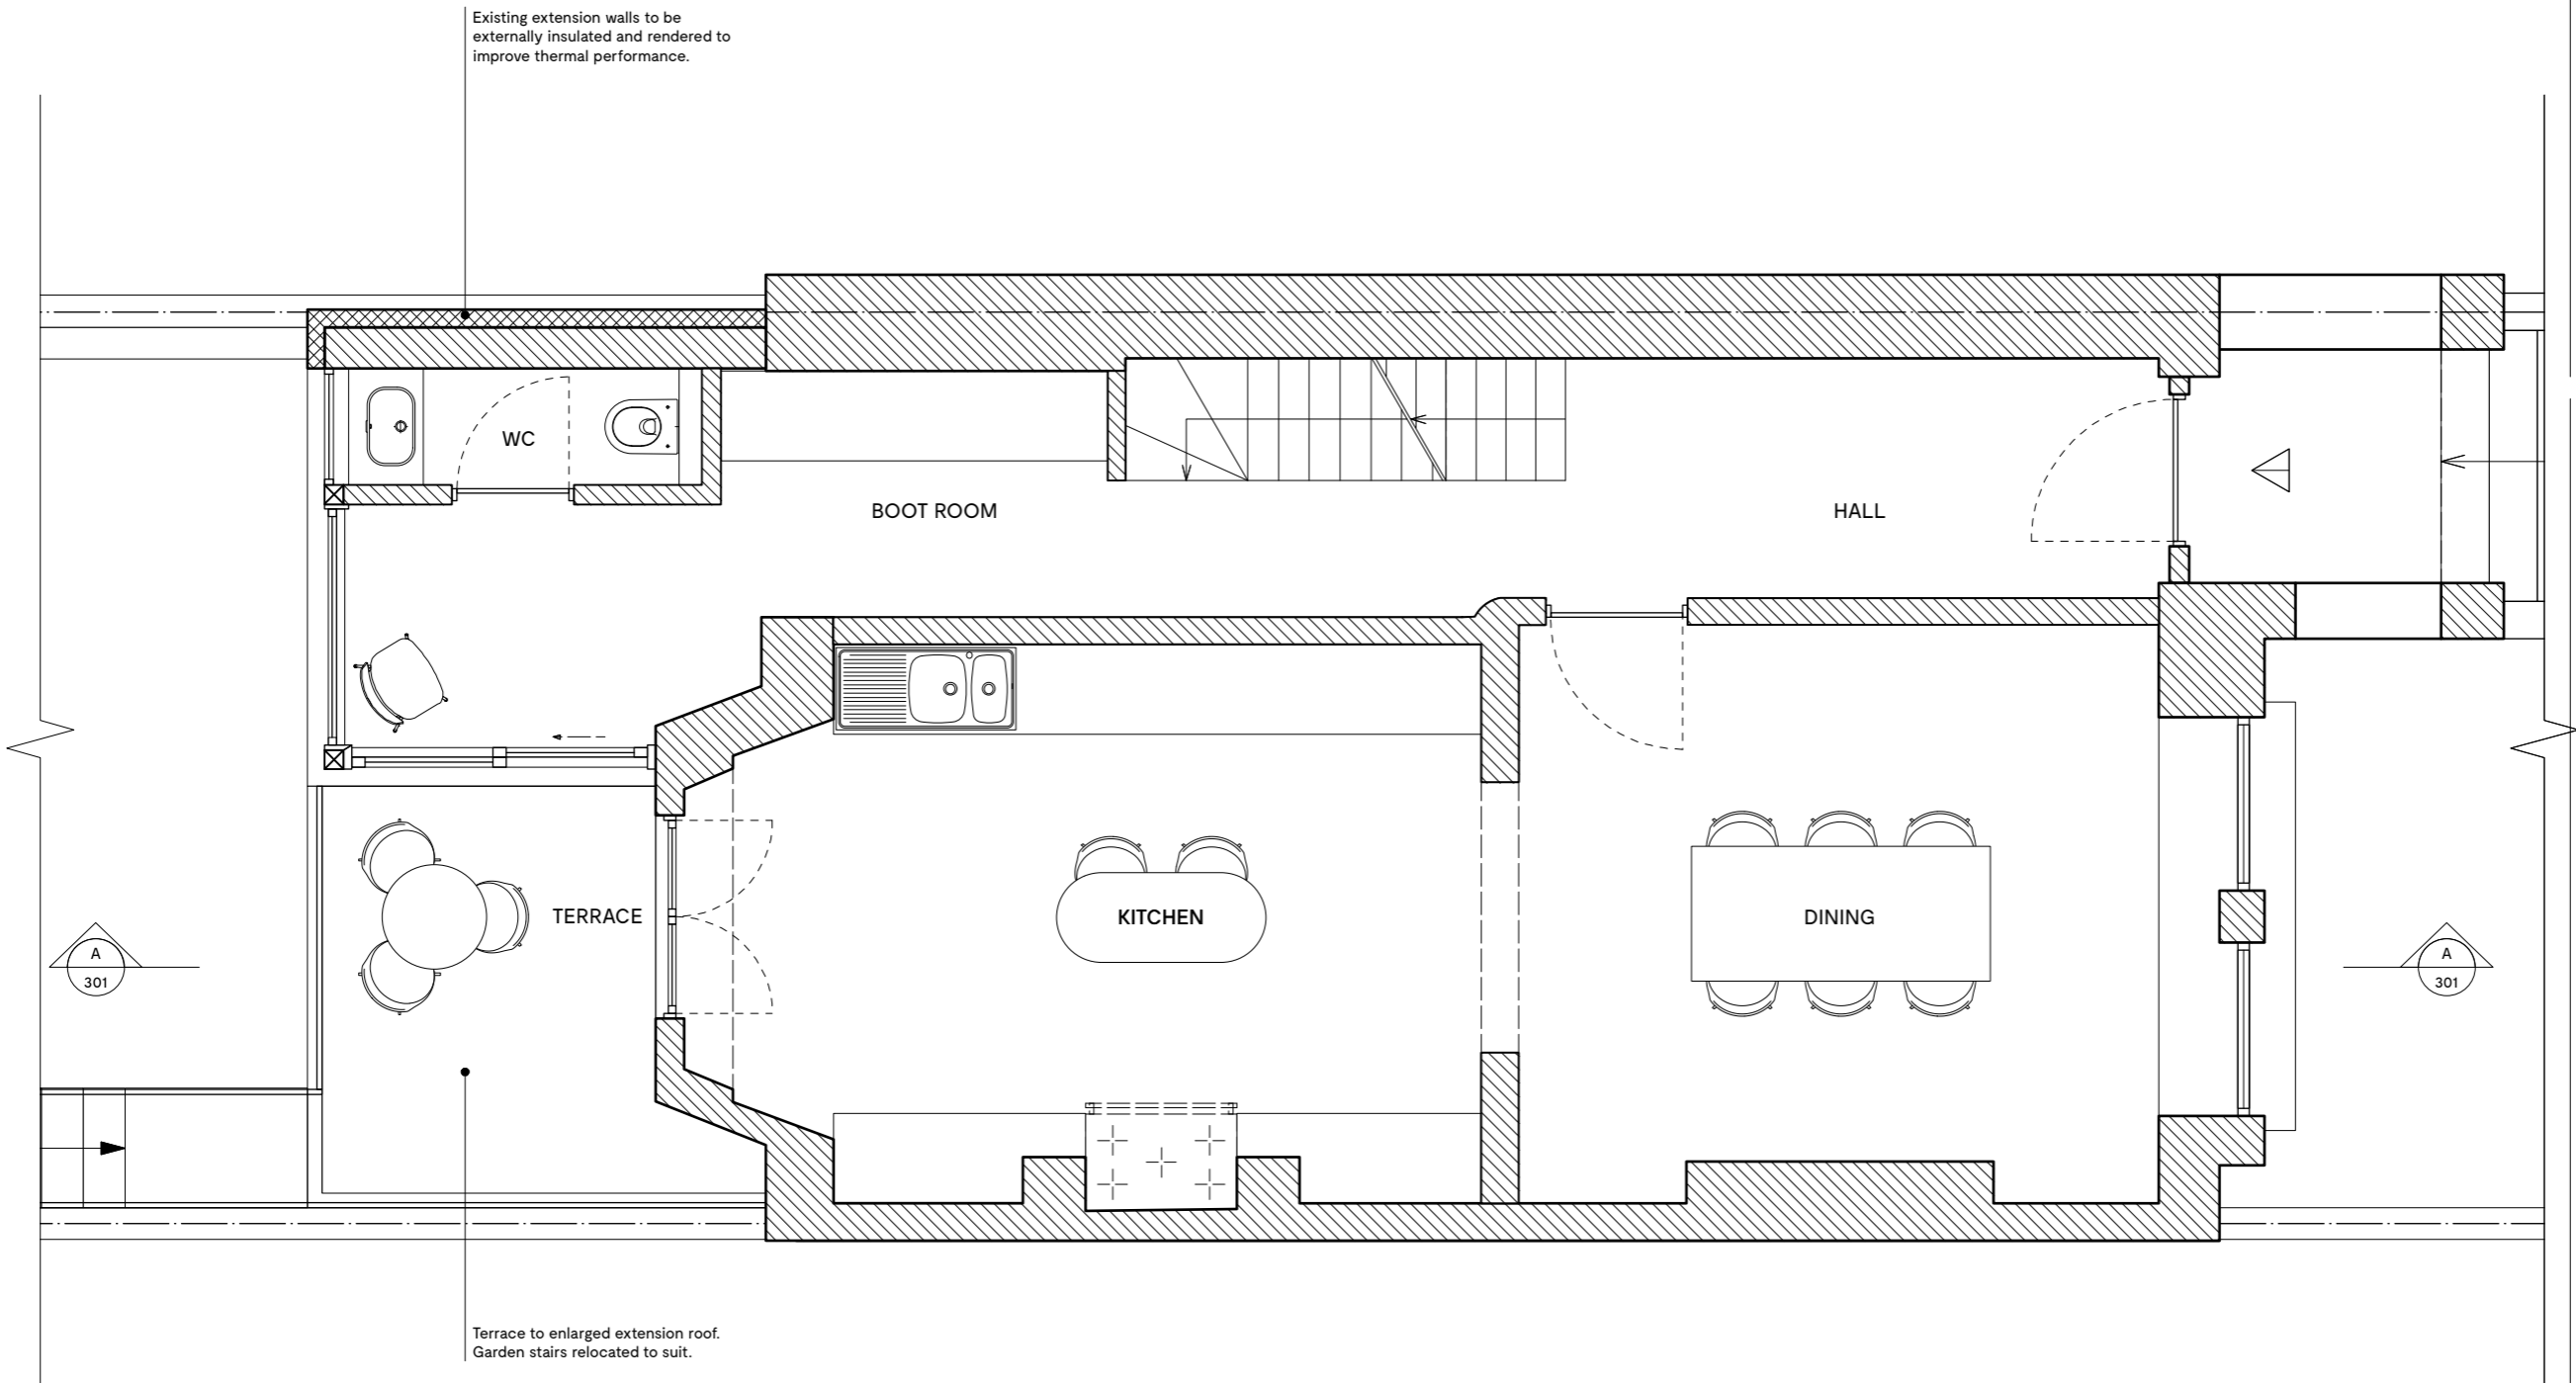 Existing extension walls to be
externally insulated and rendered to
improve thermal performance.
WC
BOOT ROOM
HALL
TERRACE
KITCHEN
DINING
A
301
A
301
Terrace to enlarged extension roof.
Garden stairs relocated to suit.